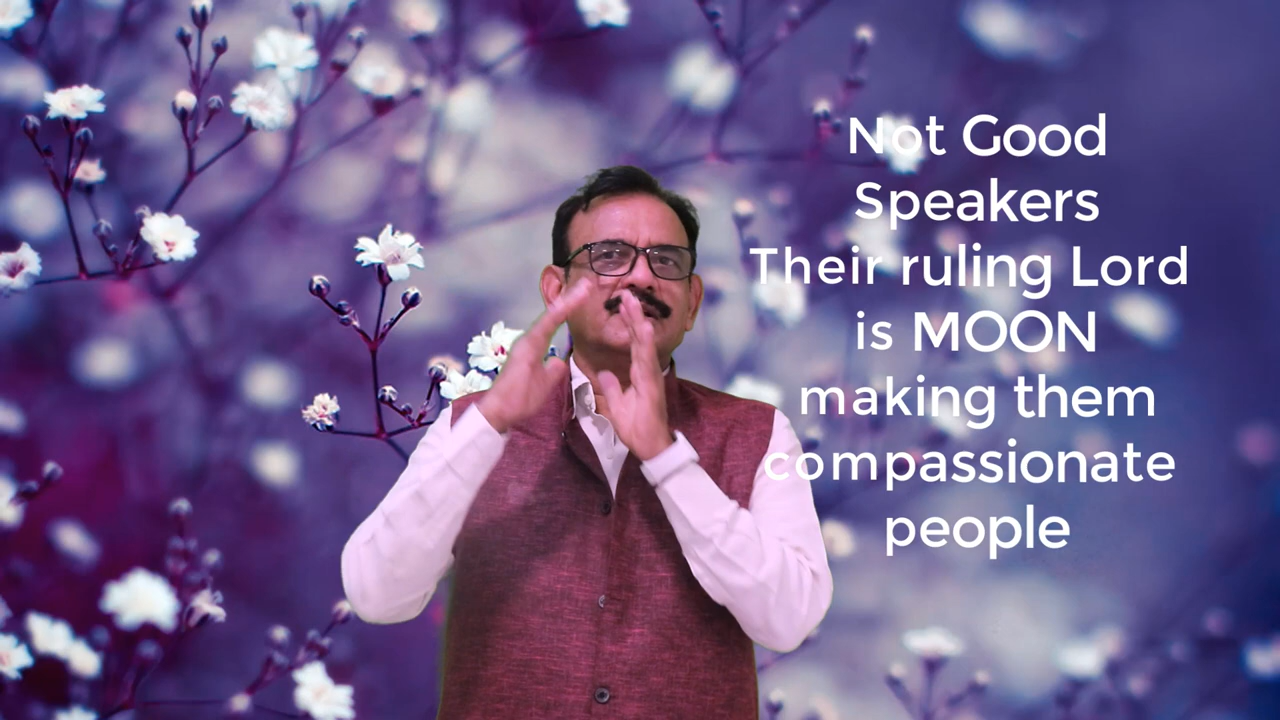 Not Good
Speakers
Their ruling Lord
is MOON
making them
compassionate
people